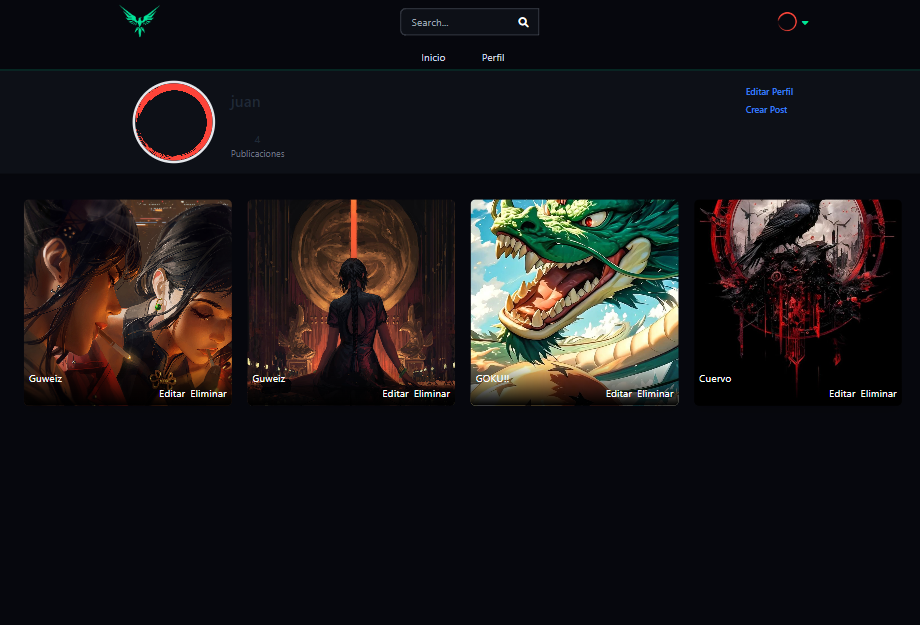 Search...
Inicio Perfil
juan
4
Publicaciones
Editar Perfil
Crear Post
Guweiz
Editar Eliminar
Guweiz
Editar Eliminar
GOKU!!
Editar Eliminar
Cuervo
Editar Eliminar